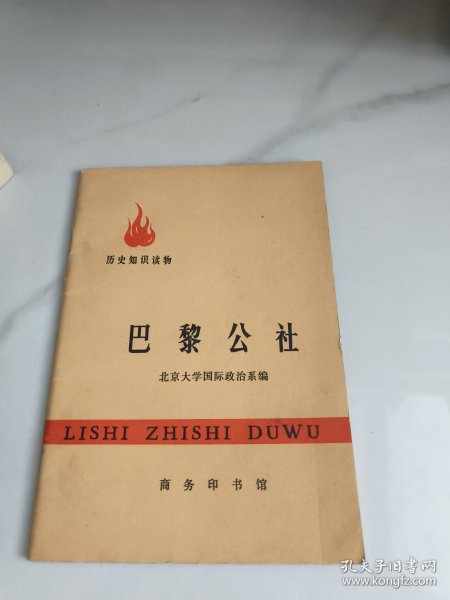 历史知识读物
巴黎公社
北京大学国际政治系编
LISHI ZHISHI DUWU
商务印书馆
孔夫子旧书网
www.kongfz.com